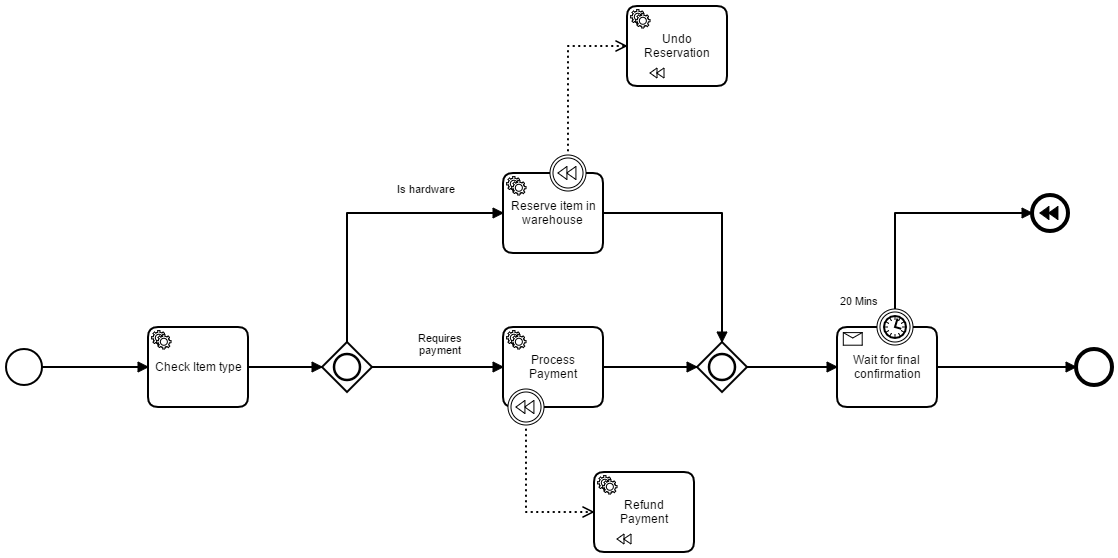 Undo
Reservation
Is hardware
Reserve item in
warehouse
20 Mins
Requires
payment
Check Item type
Process
Payment
Wait for final
confirmation
Refund
Payment